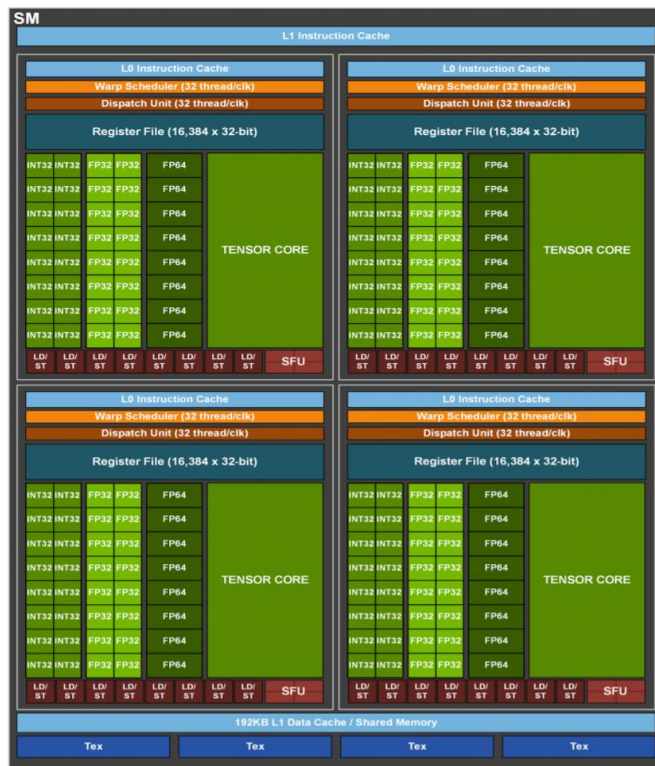 SM
L1 Instruction Cache
L0 Instruction Cache
Warp Scheduler (32 thread/clk)
Dispatch Unit (32 thread/clk)
Register File (16,384 x 32-bit)
INT32 INT32 FP32 FP32 FP64
INT32 INT32 FP32 FP32 FP64
INT32 INT32 FP32 FP32 FP64
INT32 INT32 FP32 FP32 FP64
INT32 INT32 FP32 FP32 FP64
INT32 INT32 FP32 FP32 FP64
INT32 INT32 FP32 FP32 FP64
INT32 INT32 FP32 FP32 FP64
TENSOR CORE
LD/ LD/ LD/ LD/ LD/ LD/ LD/ LD/
ST ST ST ST ST ST ST ST
SFU
L0 Instruction Cache
Warp Scheduler (32 thread/clk)
Dispatch Unit (32 thread/clk)
Register File (16,384 x 32-bit)
INT32 INT32 FP32 FP32 FP64
INT32 INT32 FP32 FP32 FP64
INT32 INT32 FP32 FP32 FP64
INT32 INT32 FP32 FP32 FP64
INT32 INT32 FP32 FP32 FP64
INT32 INT32 FP32 FP32 FP64
INT32 INT32 FP32 FP32 FP64
INT32 INT32 FP32 FP32 FP64
TENSOR CORE
LD/ LD/ LD/ LD/ LD/ LD/ LD/ LD/
ST ST ST ST ST ST ST ST
SFU
L0 Instruction Cache
Warp Scheduler (32 thread/clk)
Dispatch Unit (32 thread/clk)
Register File (16,384 x 32-bit)
INT32 INT32 FP32 FP32 FP64
INT32 INT32 FP32 FP32 FP64
INT32 INT32 FP32 FP32 FP64
INT32 INT32 FP32 FP32 FP64
INT32 INT32 FP32 FP32 FP64
INT32 INT32 FP32 FP32 FP64
INT32 INT32 FP32 FP32 FP64
INT32 INT32 FP32 FP32 FP64
TENSOR CORE
LD/ LD/ LD/ LD/ LD/ LD/ LD/ LD/
ST ST ST ST ST ST ST ST
SFU
L0 Instruction Cache
Warp Scheduler (32 thread/clk)
Dispatch Unit (32 thread/clk)
Register File (16,384 x 32-bit)
INT32 INT32 FP32 FP32 FP64
INT32 INT32 FP32 FP32 FP64
INT32 INT32 FP32 FP32 FP64
INT32 INT32 FP32 FP32 FP64
INT32 INT32 FP32 FP32 FP64
INT32 INT32 FP32 FP32 FP64
INT32 INT32 FP32 FP32 FP64
INT32 INT32 FP32 FP32 FP64
TENSOR CORE
LD/ LD/ LD/ LD/ LD/ LD/ LD/ LD/
ST ST ST ST ST ST ST ST
SFU
192KB L1 Data Cache / Shared Memory
Tex Tex Tex Tex